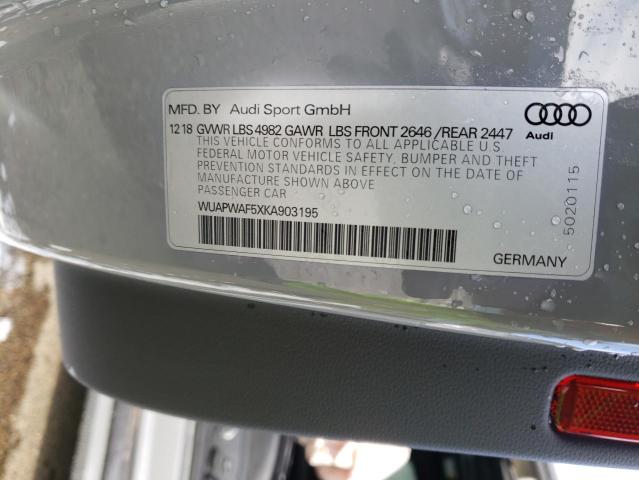 MFD. BY Audi Sport GmbH
12 18 GVWR LBS 4982 GAWR LBS FRONT 2646 / REAR 2447
THIS VEHICLE CONFORMS TO ALL APPLICABLE U.S
FEDERAL MOTOR VEHICLE SAFETY, BUMPER AND THEFT
PREVENTION STANDARDS IN EFFECT ON THE DATE OF
MANUFACTURE SHOWN ABOVE
PASSENGER CAR
WUAPWAF5XKA903195
Audi
5020115
GERMANY